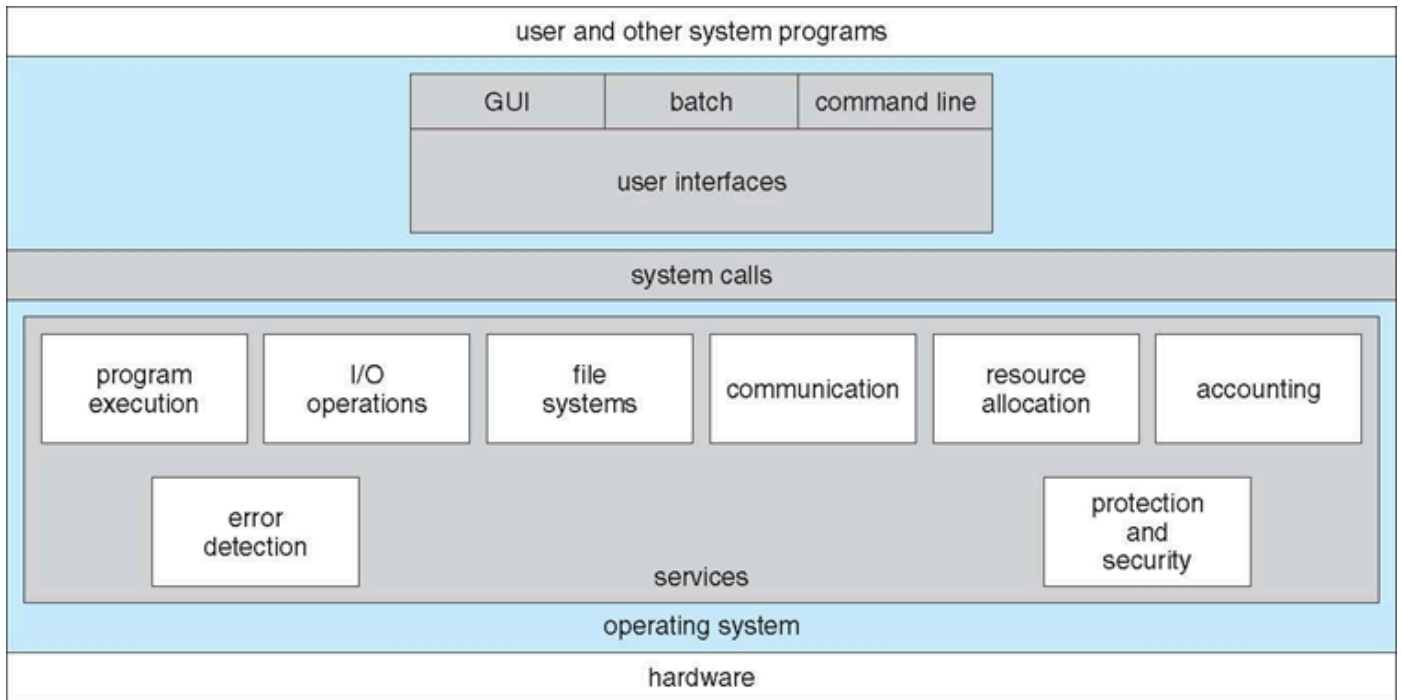 user and other system programs
GUI
batch
command line
user interfaces
system calls
program
execution
I/O
operations
file
systems
communication
resource
allocation
accounting
error
detection
protection
and
security
services
operating system
hardware